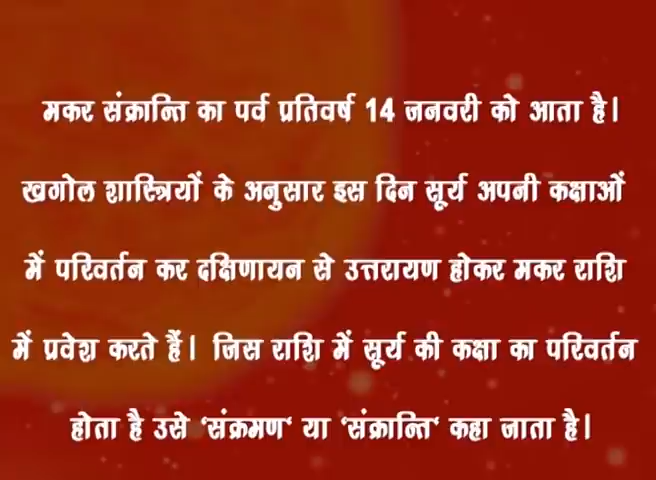 मकर संक्रान्ति का पर्व प्रतिवर्ष 14 जनवरी को आता है।
खगोल शास्त्रियों के अनुसार इस दिन सूर्य अपनी कक्षाओं
में परिवर्तन कर दक्षिणायन से उत्तरायण होकर मकर राशि
में प्रवेश करते हैं। जिस राशि में सूर्य की कक्षा का परिवर्तन
होता है उसे ‘संक्रमण‘ या ‘संक्रान्ति‘ कहा जाता है।